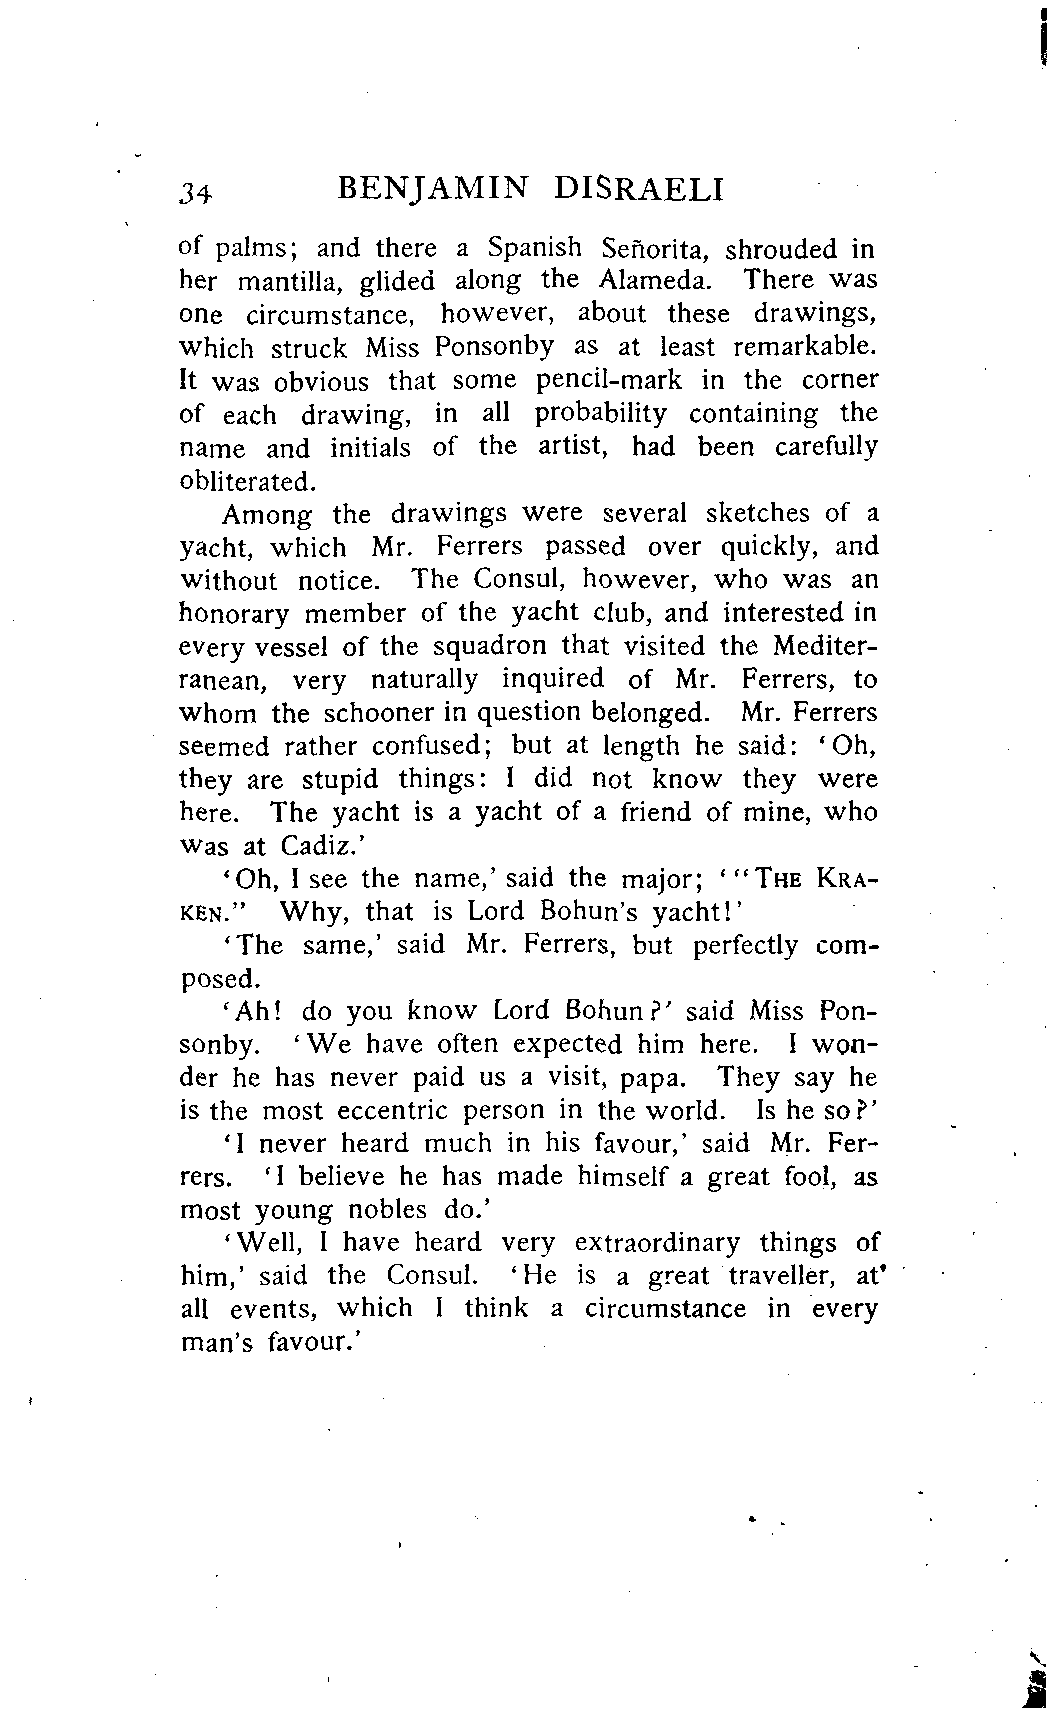 34 BENJAMIN DISRAELI
of palms; and there a Spanish Señorita, shrouded in
her mantilla, glided along the Alameda. There was
one circumstance, however, about these drawings,
which struck Miss Ponsonby as at least remarkable.
It was obvious that some pencil-mark in the corner
of each drawing, in all probability containing the
name and initials of the artist, had been carefully
obliterated.
Among the drawings were several sketches of a
yacht, which Mr. Ferrers passed over quickly, and
without notice. The Consul, however, who was an
honorary member of the yacht club, and interested in
every vessel of the squadron that visited the Mediter-
ranean, very naturally inquired of Mr. Ferrers, to
whom the schooner in question belonged. Mr. Ferrers
seemed rather confused; but at length he said: ‘Oh,
they are stupid things: I did not know they were
here. The yacht is a yacht of a friend of mine, who
was at Cadiz.’
‘Oh, I see the name,’ said the major; ‘“THE KRA-
KEN.” Why, that is Lord Bohun's yacht!’
‘The same,’ said Mr. Ferrers, but perfectly com-
posed.
‘Ah! do you know Lord Bohun?’ said Miss Pon-
sonby. ‘We have often expected him here. I won-
der he has never paid us a visit, papa. They say he
is the most eccentric person in the world. Is he so?’
‘I never heard much in his favour,’ said Mr. Fer-
rers. ‘I believe he has made himself a great fool, as
most young nobles do.’
‘Well, I have heard very extraordinary things of
him,’ said the Consul. ‘He is a great traveller, at
all events, which I think a circumstance in every
man's favour.’